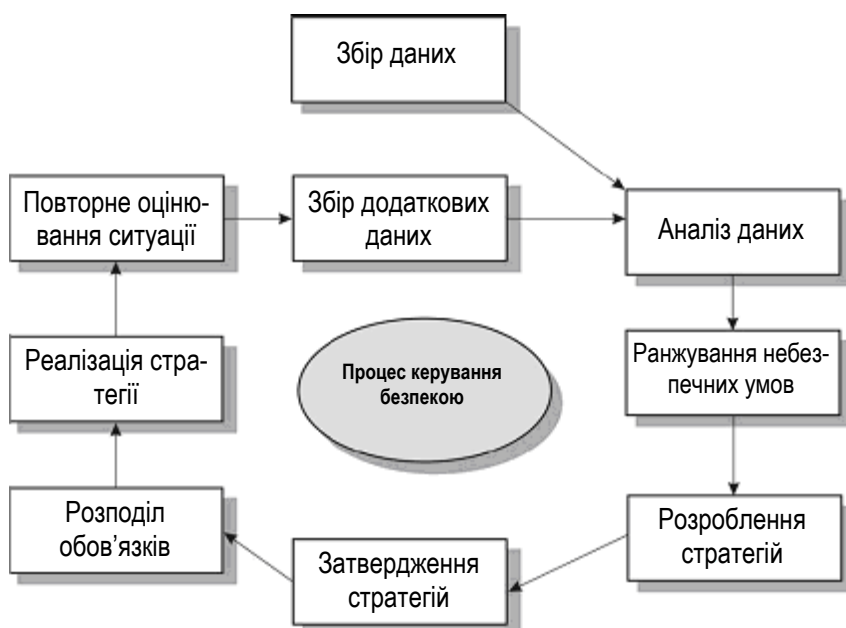 Збір даних
Повторне оціню-
вання ситуації
Збір додаткових
даних
Аналіз даних
Реалізація стра-
тегії
Процес керування
безпекою
Ранжування небез-
печних умов
Розподіл
обов’язків
Затвердження
стратегій
Розроблення
стратегій